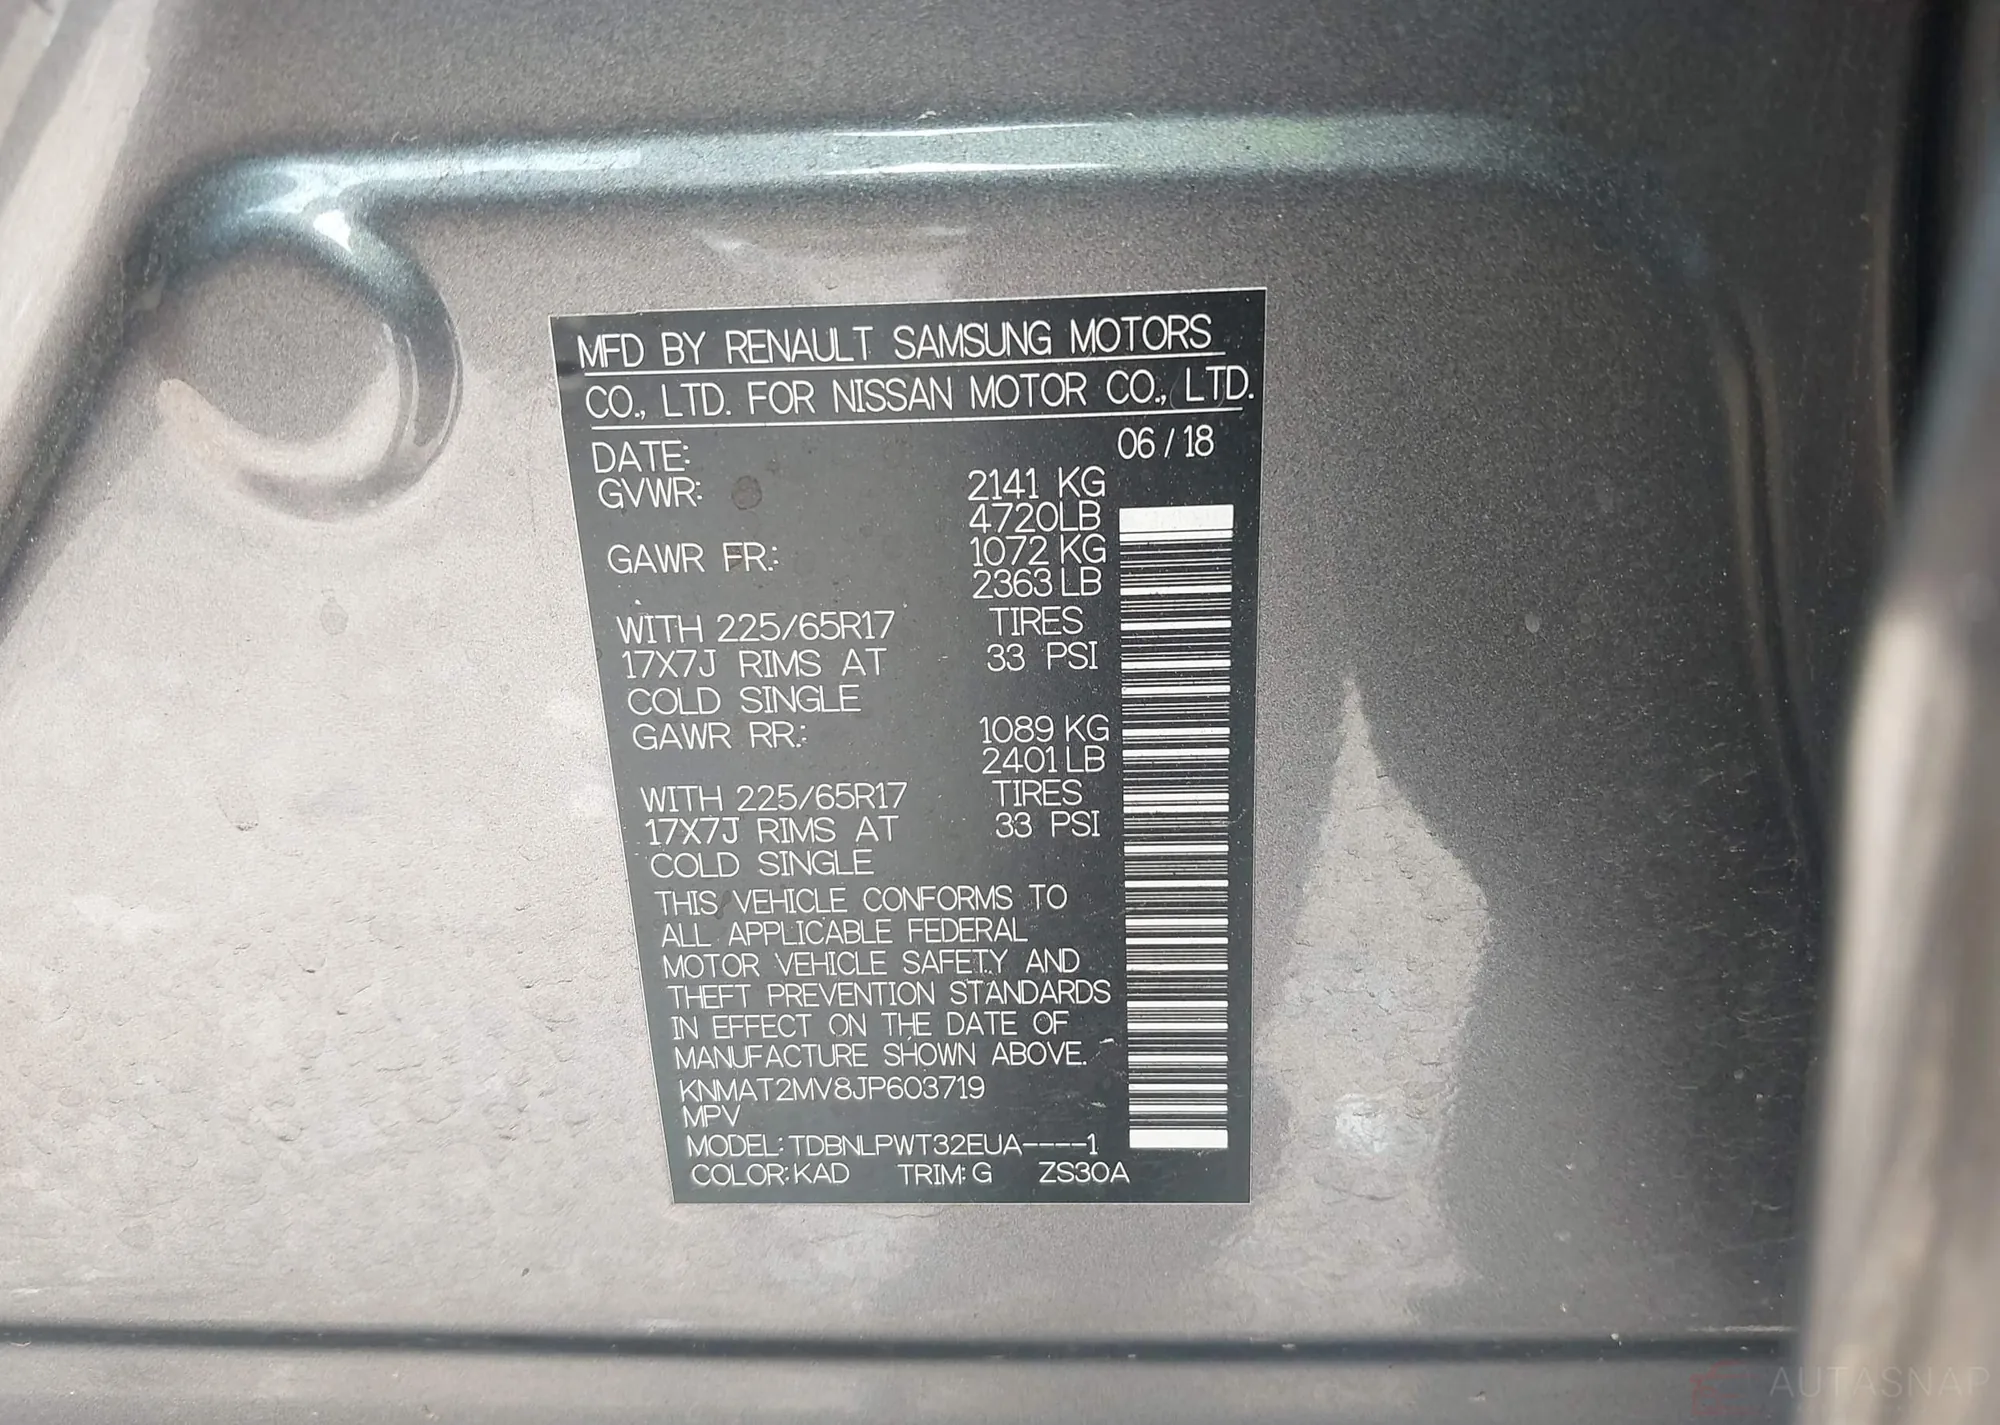 MFD BY RENAULT SAMSUNG MOTORS
CO., LTD. FOR NISSAN MOTOR CO., LTD.
DATE: 06 / 18
GVWR: 2141 KG
4720LB
GAWR FR.: 1072 KG
2363 LB
WITH 225/65R17 TIRES
17X7J RIMS AT 33 PSI
COLD SINGLE
GAWR RR.: 1089 KG
2401 LB
WITH 225/65R17 TIRES
17X7J RIMS AT 33 PSI
COLD SINGLE
THIS VEHICLE CONFORMS TO
ALL APPLICABLE FEDERAL
MOTOR VEHICLE SAFETY AND
THEFT PREVENTION STANDARDS
IN EFFECT ON THE DATE OF
MANUFACTURE SHOWN ABOVE.
KNMAT2MV8JP603719
MPV
MODEL: TDBNLPWT32EUA----1
COLOR: KAD TRIM: G ZS30A
AUTASNAP